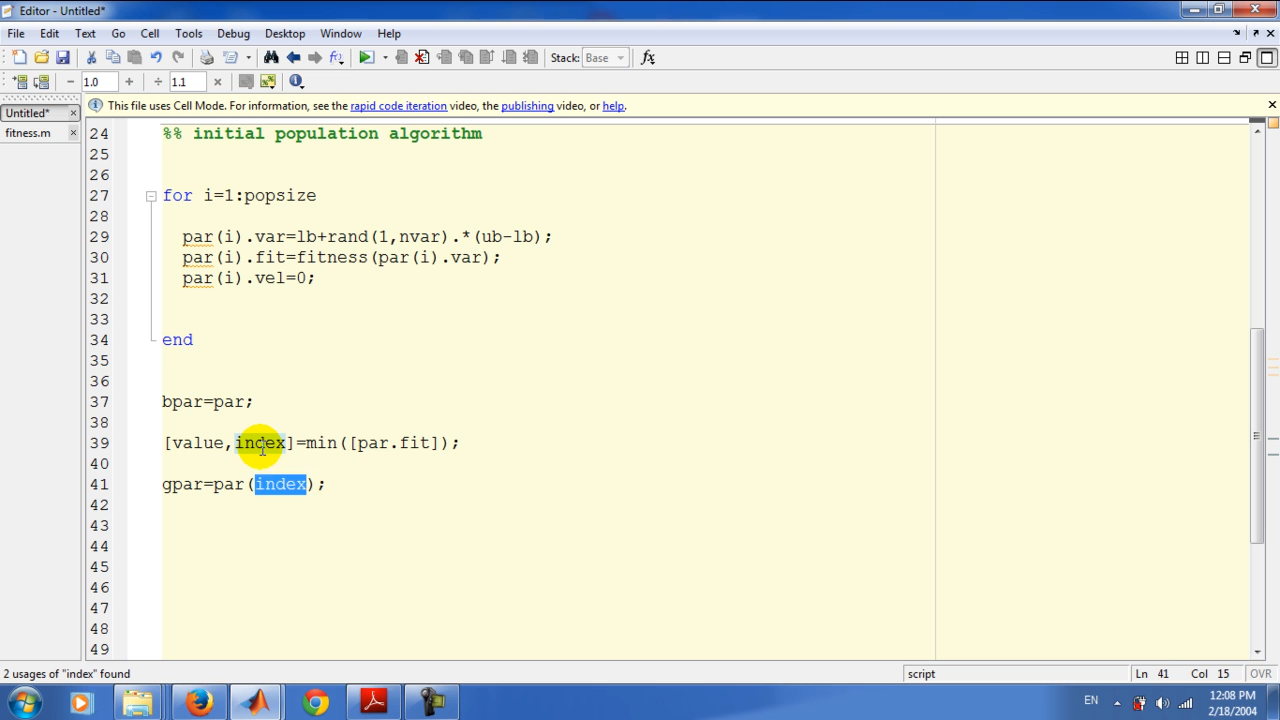 Editor - Untitled*
File Edit Text Go Cell Tools Debug Desktop Window Help
Stack: Base fx
1.0 1.1
Untitled*
fitness.m
This file uses Cell Mode. For information, see the rapid code iteration video, the publishing video, or help.
24 %% initial population algorithm
25
26
27 for i=1:popsize
28
29 par(i).var=lb+rand(1,nvar).*(ub-lb);
30 par(i).fit=fitness(par(i).var);
31 par(i).vel=0;
32
33
34 end
35
36
37 bpar=par;
38
39 [value,index]=min([par.fit]);
40
41 gpar=par(index);
42
43
44
45
46
47
48
49
2 usages of "index" found script Ln 41 Col 15 OVR
EN 12:08 PM
2/18/2004